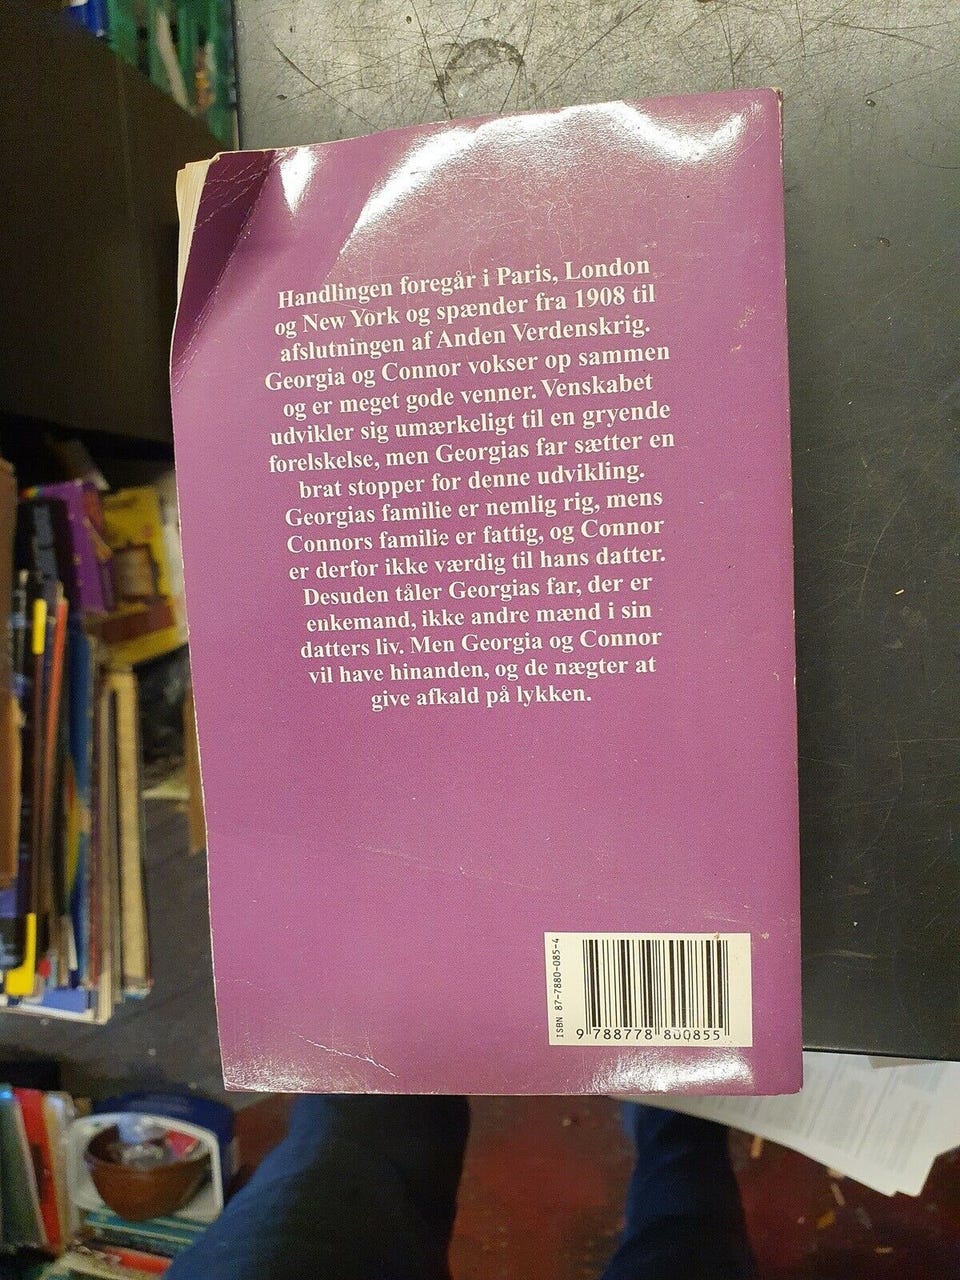 Handlingen foregår i Paris, London
og New York og spænder fra 1908 til
afslutningen af Anden Verdenskrig.
Georgia og Connor vokser op sammen
og er meget gode venner. Venskabet
udvikler sig umærkeligt til en gryende
forelskelse, men Georgias far sætter en
brat stopper for denne udvikling.
Georgias familie er nemlig rig, mens
Connors familie er fattig, og Connor
er derfor ikke værdig til hans datter.
Desuden tåler Georgias far, der er
enkemand, ikke andre mænd i sin
datters liv. Men Georgia og Connor
vil have hinanden, og de nægter at
give afkald på lykken.
ISBN 87-7880-085-4
9 788778 800855